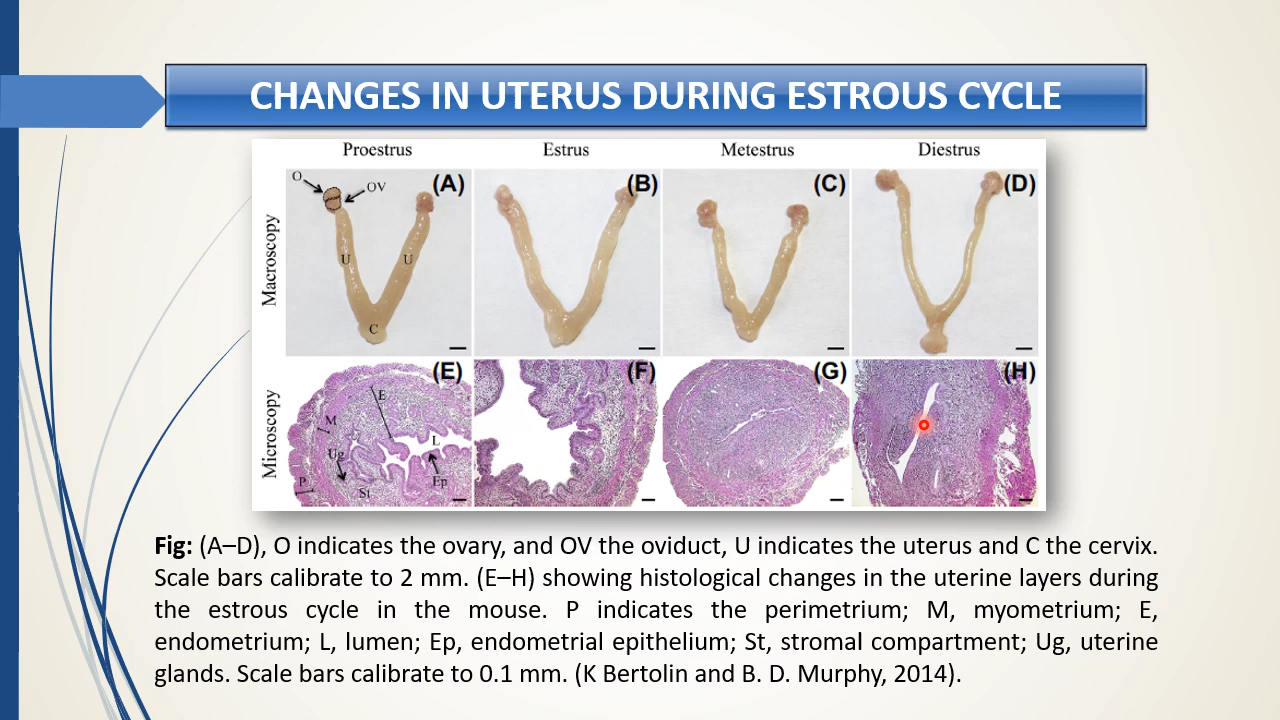 CHANGES IN UTERUS DURING ESTROUS CYCLE
Proestrus Estrus Metestrus Diestrus
Macroscopy
O OV (A) (B) (C) (D)
U U
C
Microscopy
(E) (F) (G) (H)
E
M
L
Ug
P St Ep
Fig: (A–D), O indicates the ovary, and OV the oviduct, U indicates the uterus and C the cervix.
Scale bars calibrate to 2 mm. (E–H) showing histological changes in the uterine layers during
the estrous cycle in the mouse. P indicates the perimetrium; M, myometrium; E,
endometrium; L, lumen; Ep, endometrial epithelium; St, stromal compartment; Ug, uterine
glands. Scale bars calibrate to 0.1 mm. (K Bertolin and B. D. Murphy, 2014).